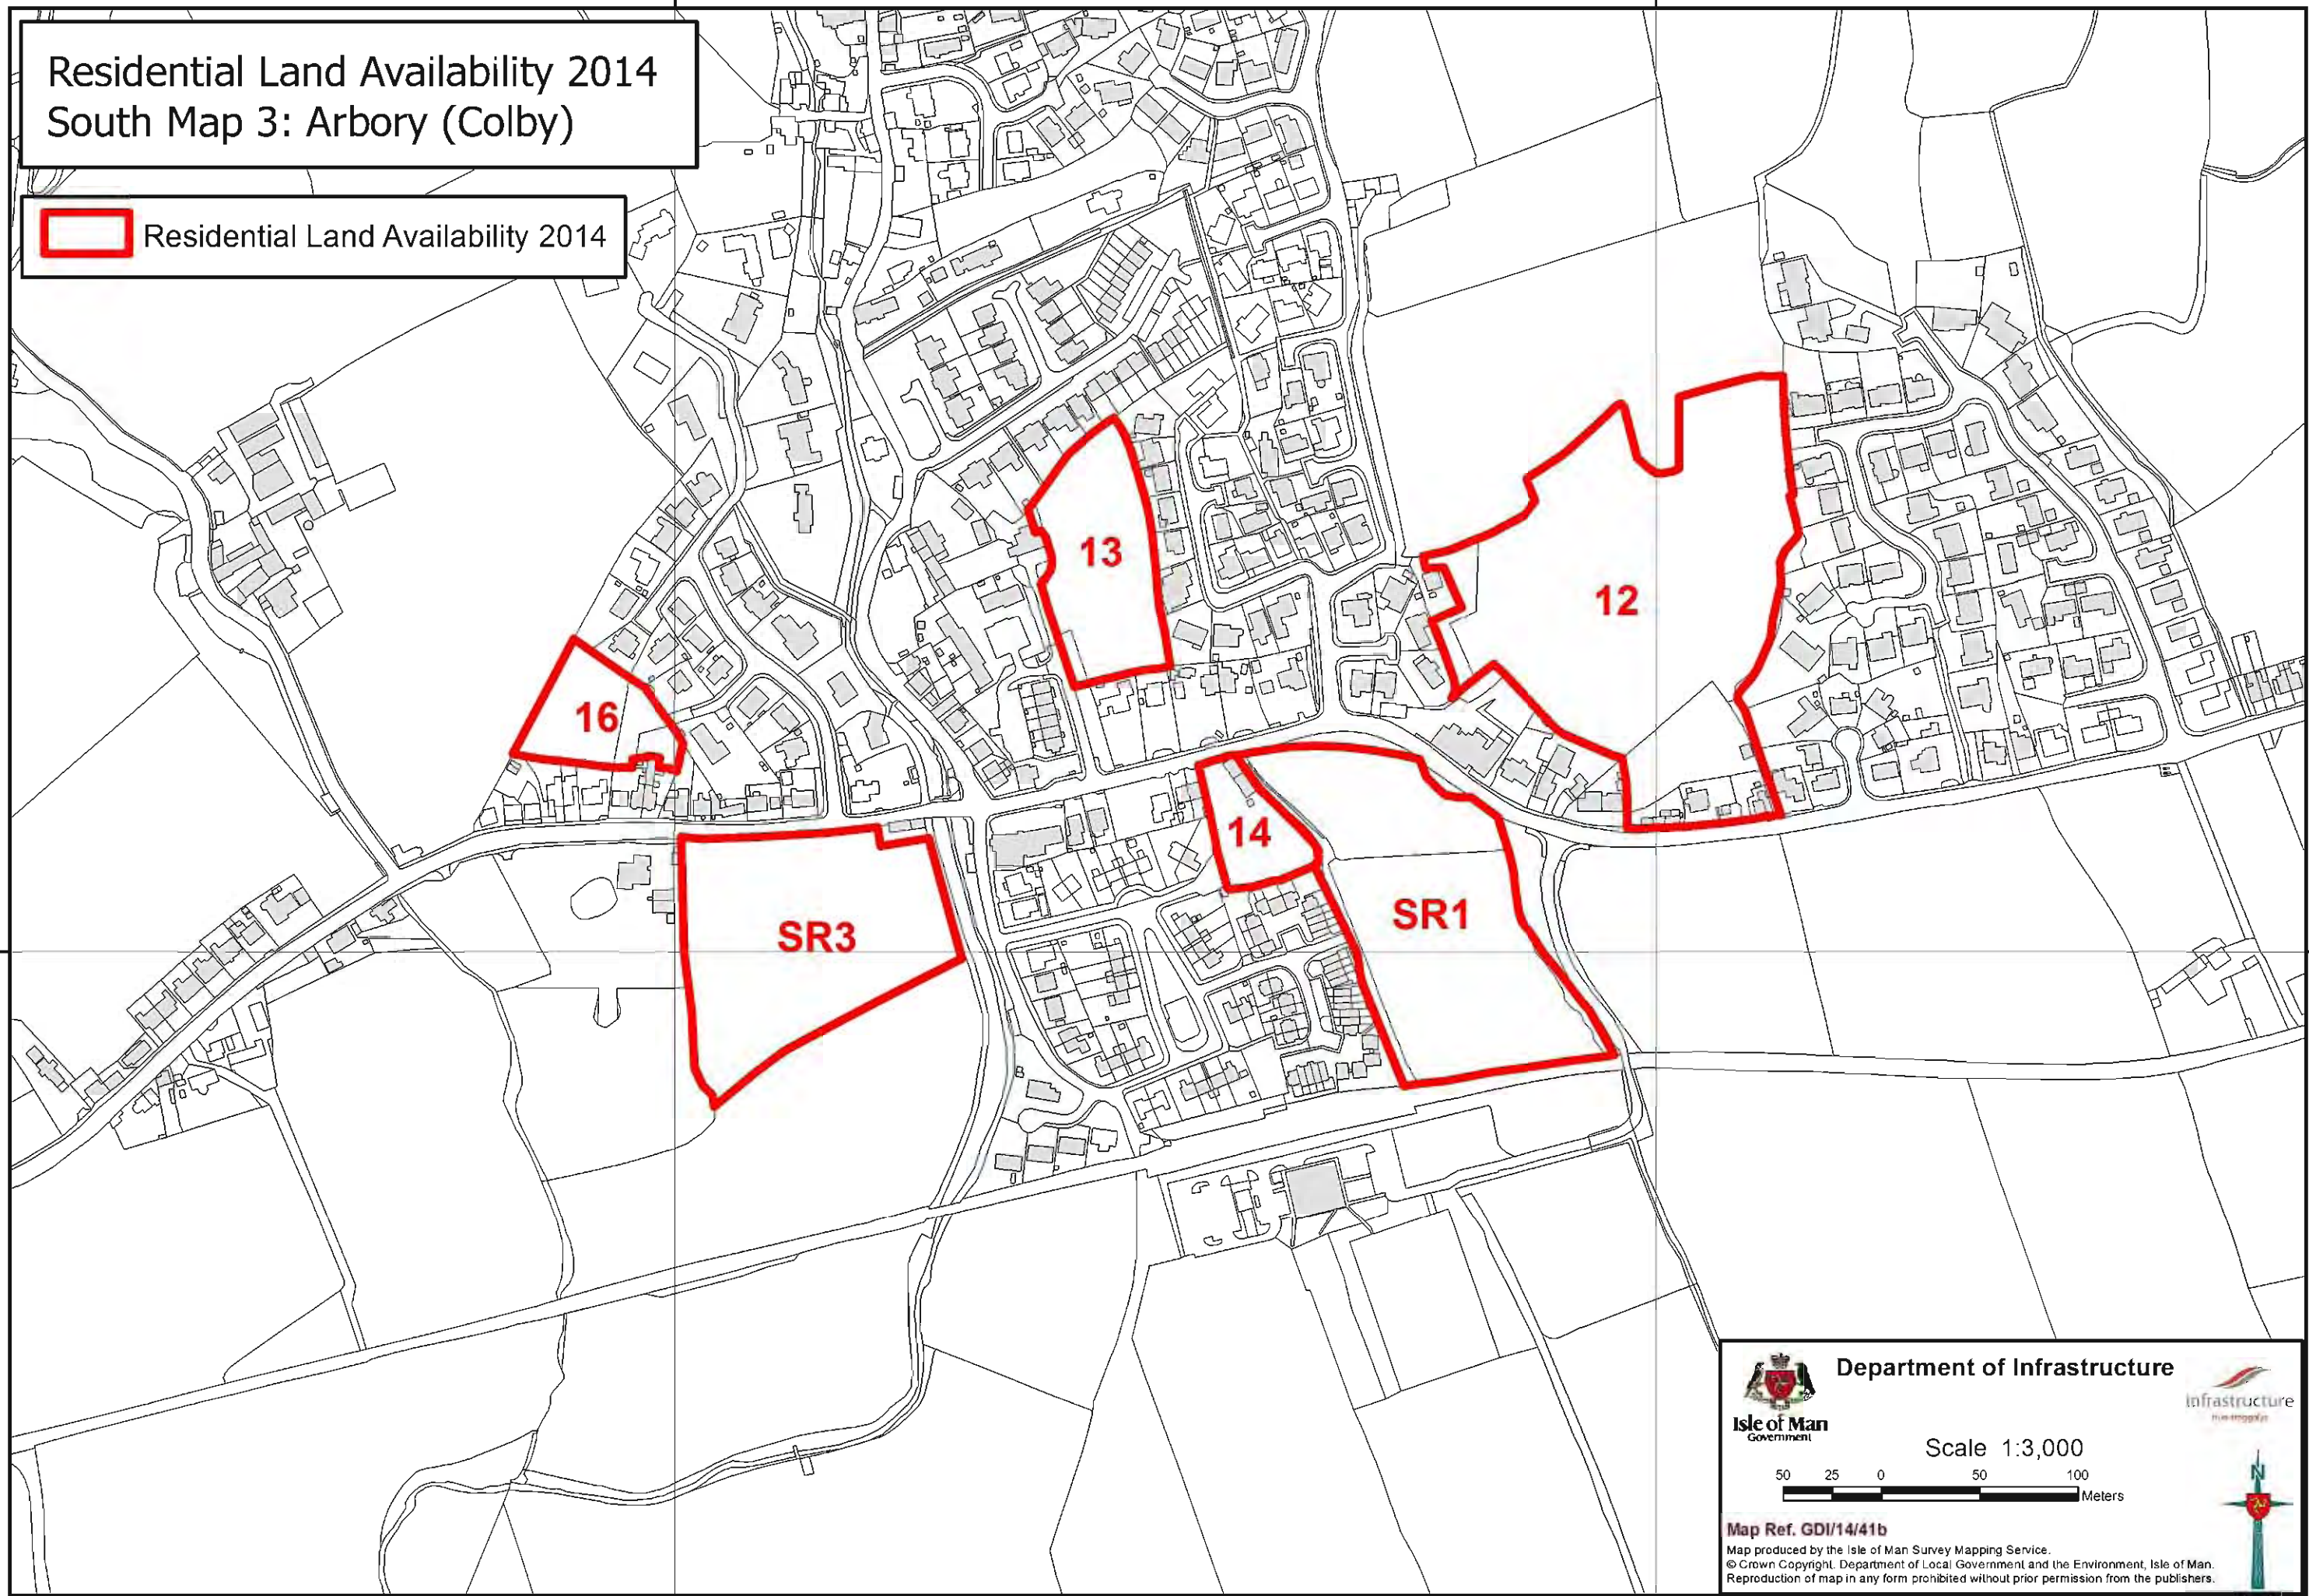 Residential Land Availability 2014
South Map 3: Arbory (Colby)
Residential Land Availability 2014
13
12
16
14
SR1
SR3
Department of Infrastructure
Isle of Man
Government
infrastructure
Scale 1:3,000
50 25 0 50 100
Meters
N
Map Ref. GDI/14/41b
Map produced by the Isle of Man Survey Mapping Service.
© Crown Copyright. Department of Local Government and the Environment, Isle of Man.
Reproduction of map in any form prohibited without prior permission from the publishers.